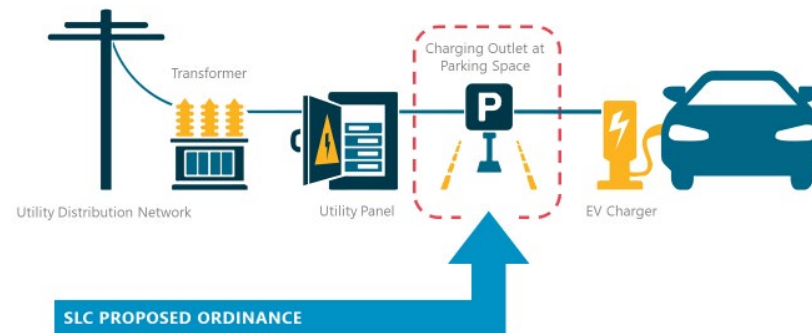 Charging Outlet at
Parking Space
Transformer
P
Utility Distribution Network
Utility Panel
EV Charger
SLC PROPOSED ORDINANCE